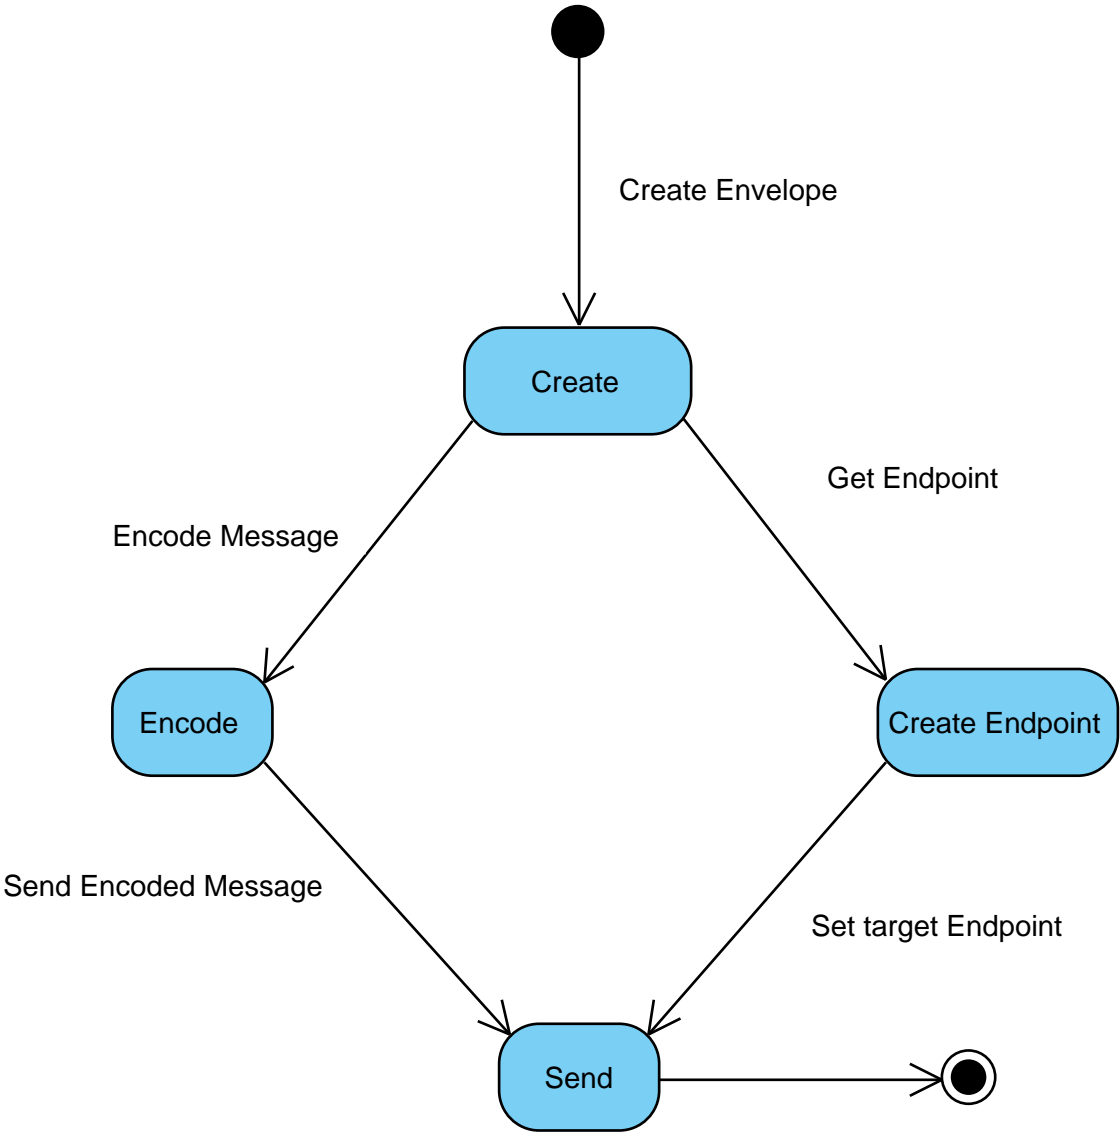 Create Envelope
Create
Get Endpoint
Encode Message
Encode
Create Endpoint
Send Encoded Message
Set target Endpoint
Send